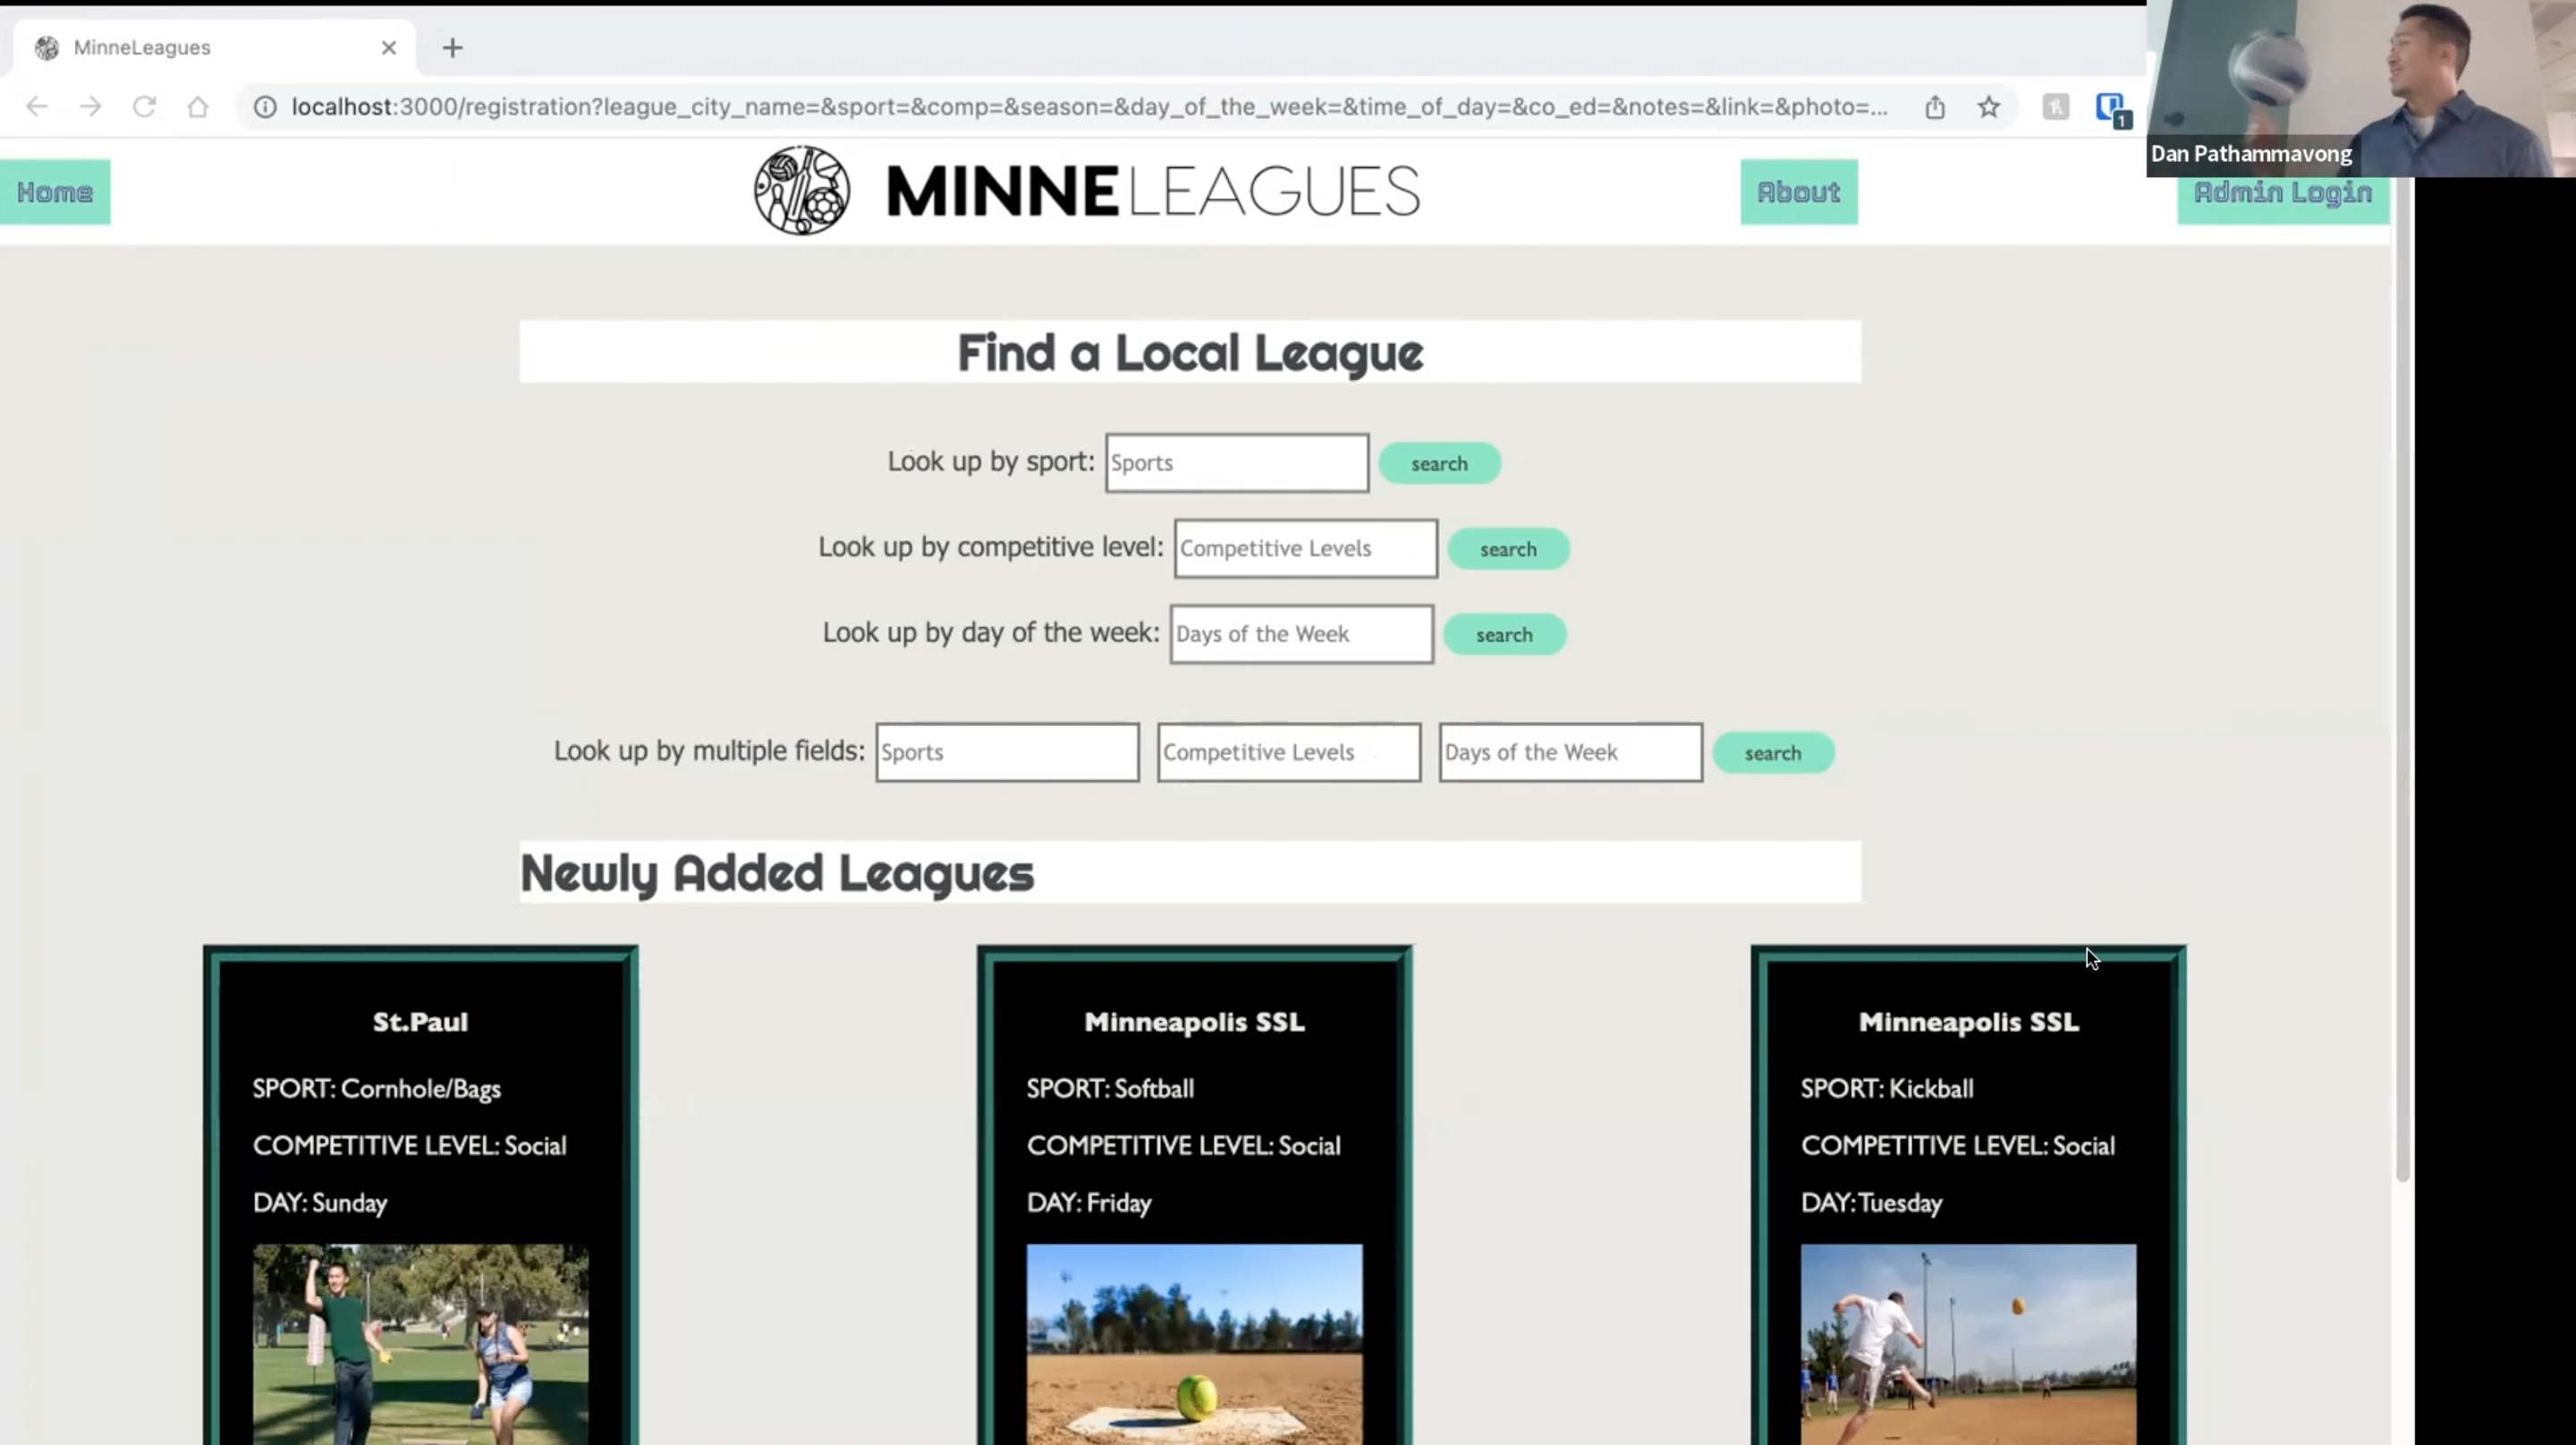 MinneLeagues
localhost:3000/registration?league_city_name=&sport=&comp=&season=&day_of_the_week=&time_of_day=&co_ed=&notes=&link=&photo=...
1
Dan Pathammavong
Home
MINNELEAGUES
About
Admin Login
Find a Local League
Look up by sport: Sports search
Look up by competitive level: Competitive Levels search
Look up by day of the week: Days of the Week search
Look up by multiple fields: Sports Competitive Levels Days of the Week search
Newly Added Leagues
St.Paul
SPORT: Cornhole/Bags
COMPETITIVE LEVEL: Social
DAY: Sunday
Minneapolis SSL
SPORT: Softball
COMPETITIVE LEVEL: Social
DAY: Friday
Minneapolis SSL
SPORT: Kickball
COMPETITIVE LEVEL: Social
DAY: Tuesday